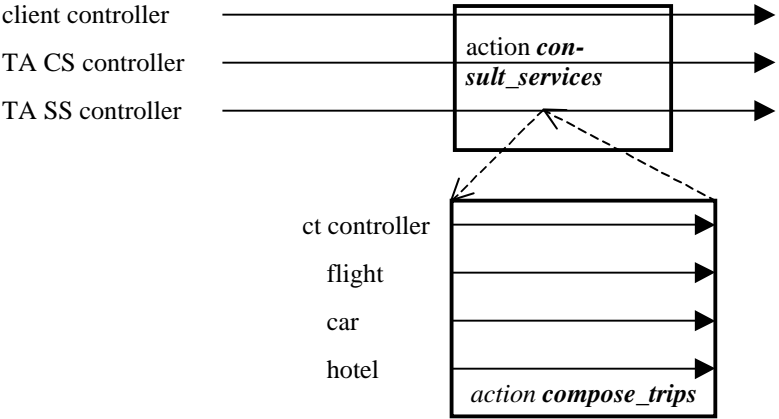 client controller
action con-
TA CS controller
sult_services
TA SS controller
ct controller
flight
car
hotel
action compose_trips